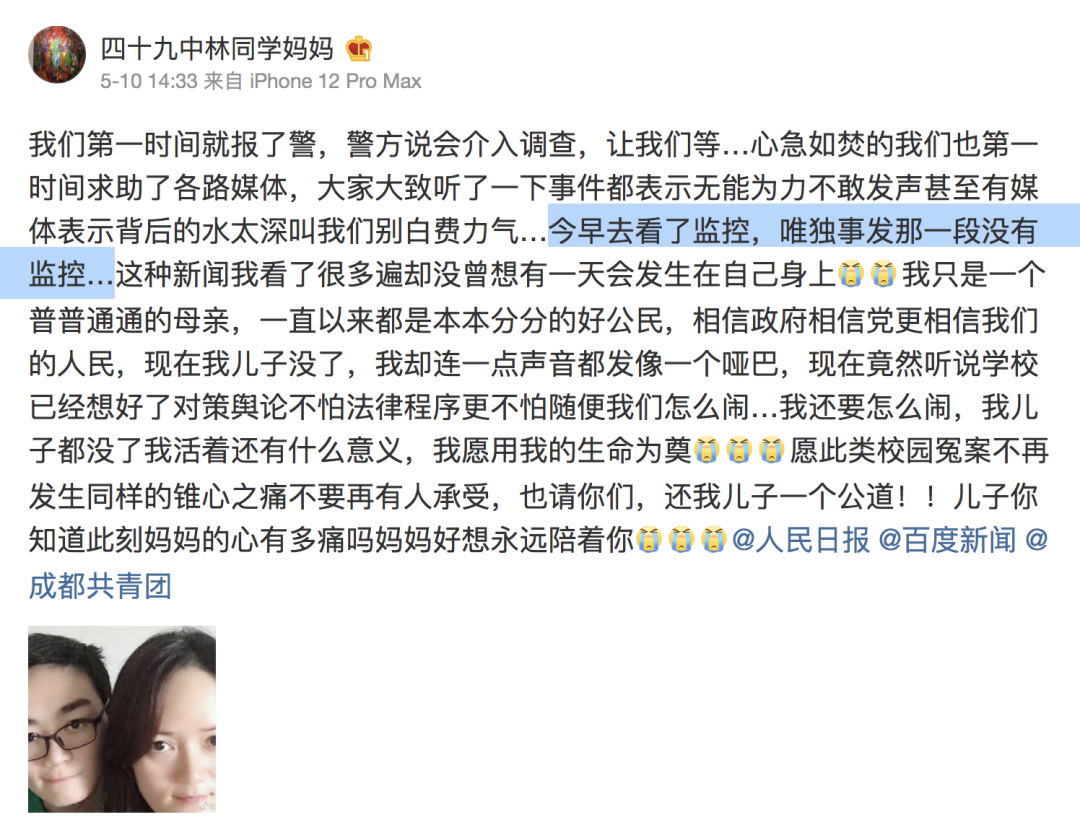 四十九中林同学妈妈
5-10 14:33 来自 iPhone 12 Pro Max
我们第一时间就报了警，警方说会介入调查，让我们等…心急如焚的我们也第一
时间求助了各路媒体，大家大致听了一下事件都表示无能为力不敢发声甚至有媒
体表示背后的水太深叫我们别白费力气…今早去看了监控，唯独事发那一段没有
监控…这种新闻我看了很多遍却没曾想有一天会发生在自己身上😭😭我只是一个
普普通通的母亲，一直以来都是本本分分的好公民，相信政府相信党更相信我们
的人民，现在我儿子没了，我却连一点声音都发像一个哑巴，现在竟然听说学校
已经想好了对策舆论不怕法律程序更不怕随便我们怎么闹…我还要怎么闹，我儿
子都没了我活着还有什么意义，我愿用我的生命为奠😭😭😭愿此类校园冤案不再
发生同样的锥心之痛不要再有人承受，也请你们，还我儿子一个公道！！儿子你
知道此刻妈妈的心有多痛吗妈妈好想永远陪着你😭😭😭@人民日报 @百度新闻 @
成都共青团